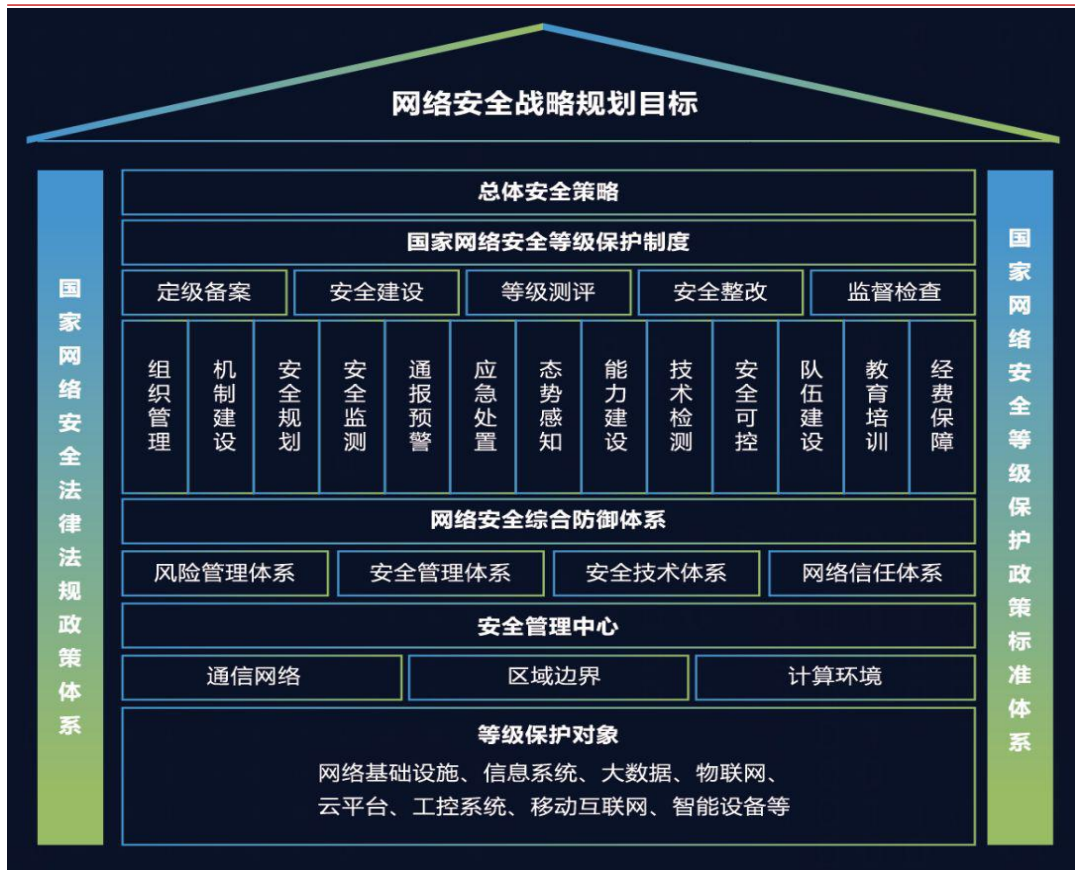 网络安全战略规划目标
国家网络安全法律法规政策体系
总体安全策略
国家网络安全等级保护制度
定级备案
安全建设
等级测评
安全整改
监督检查
组织管理
机制建设
安全规划
安全监测
通报预警
应急处置
态势感知
能力建设
技术检测
安全可控
队伍建设
教育培训
经费保障
网络安全综合防御体系
风险管理体系
安全管理体系
安全技术体系
网络信任体系
安全管理中心
通信网络
区域边界
计算环境
等级保护对象
网络基础设施、信息系统、大数据、物联网、
云平台、工控系统、移动互联网、智能设备等
国家网络安全等级保护政策标准体系